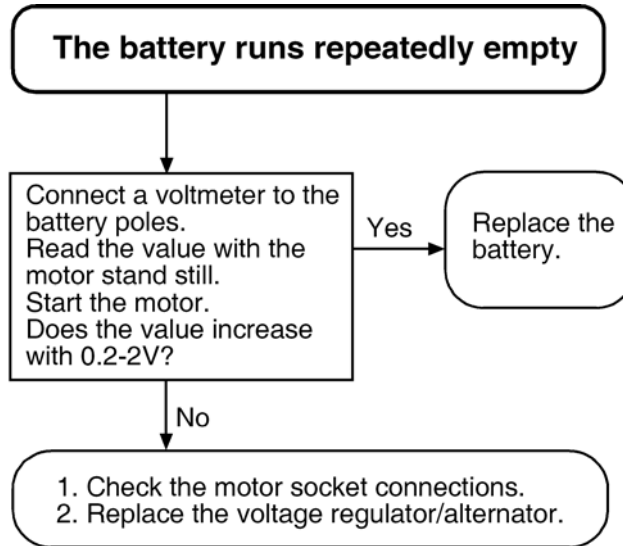 The battery runs repeatedly empty
Connect a voltmeter to the
battery poles.
Read the value with the
motor stand still.
Start the motor.
Does the value increase
with 0.2-2V?
Yes
Replace the
battery.
No
1. Check the motor socket connections.
2. Replace the voltage regulator/alternator.